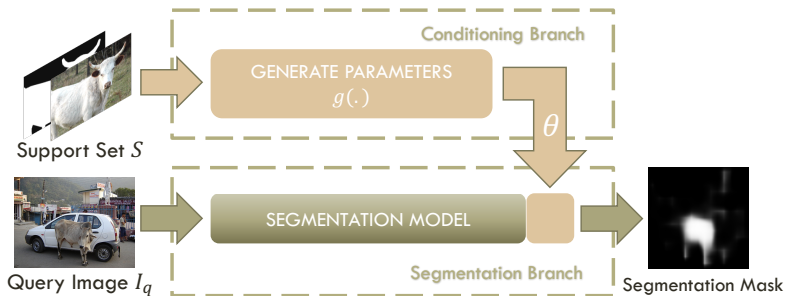 Conditioning Branch
GENERATE PARAMETERS
g(.)
θ
Support Set S
SEGMENTATION MODEL
Query Image I_q
Segmentation Branch
Segmentation Mask